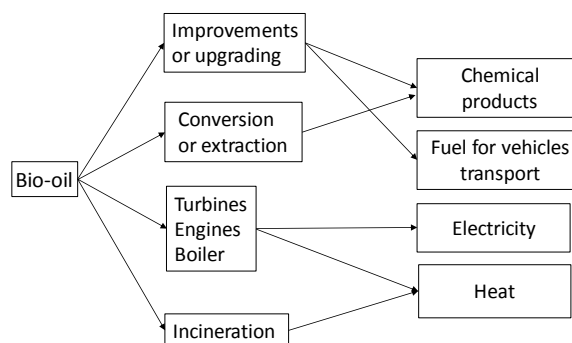 Bio-oil
Improvements
or upgrading
Conversion
or extraction
Turbines
Engines
Boiler
Incineration
Chemical
products
Fuel for vehicles
transport
Electricity
Heat